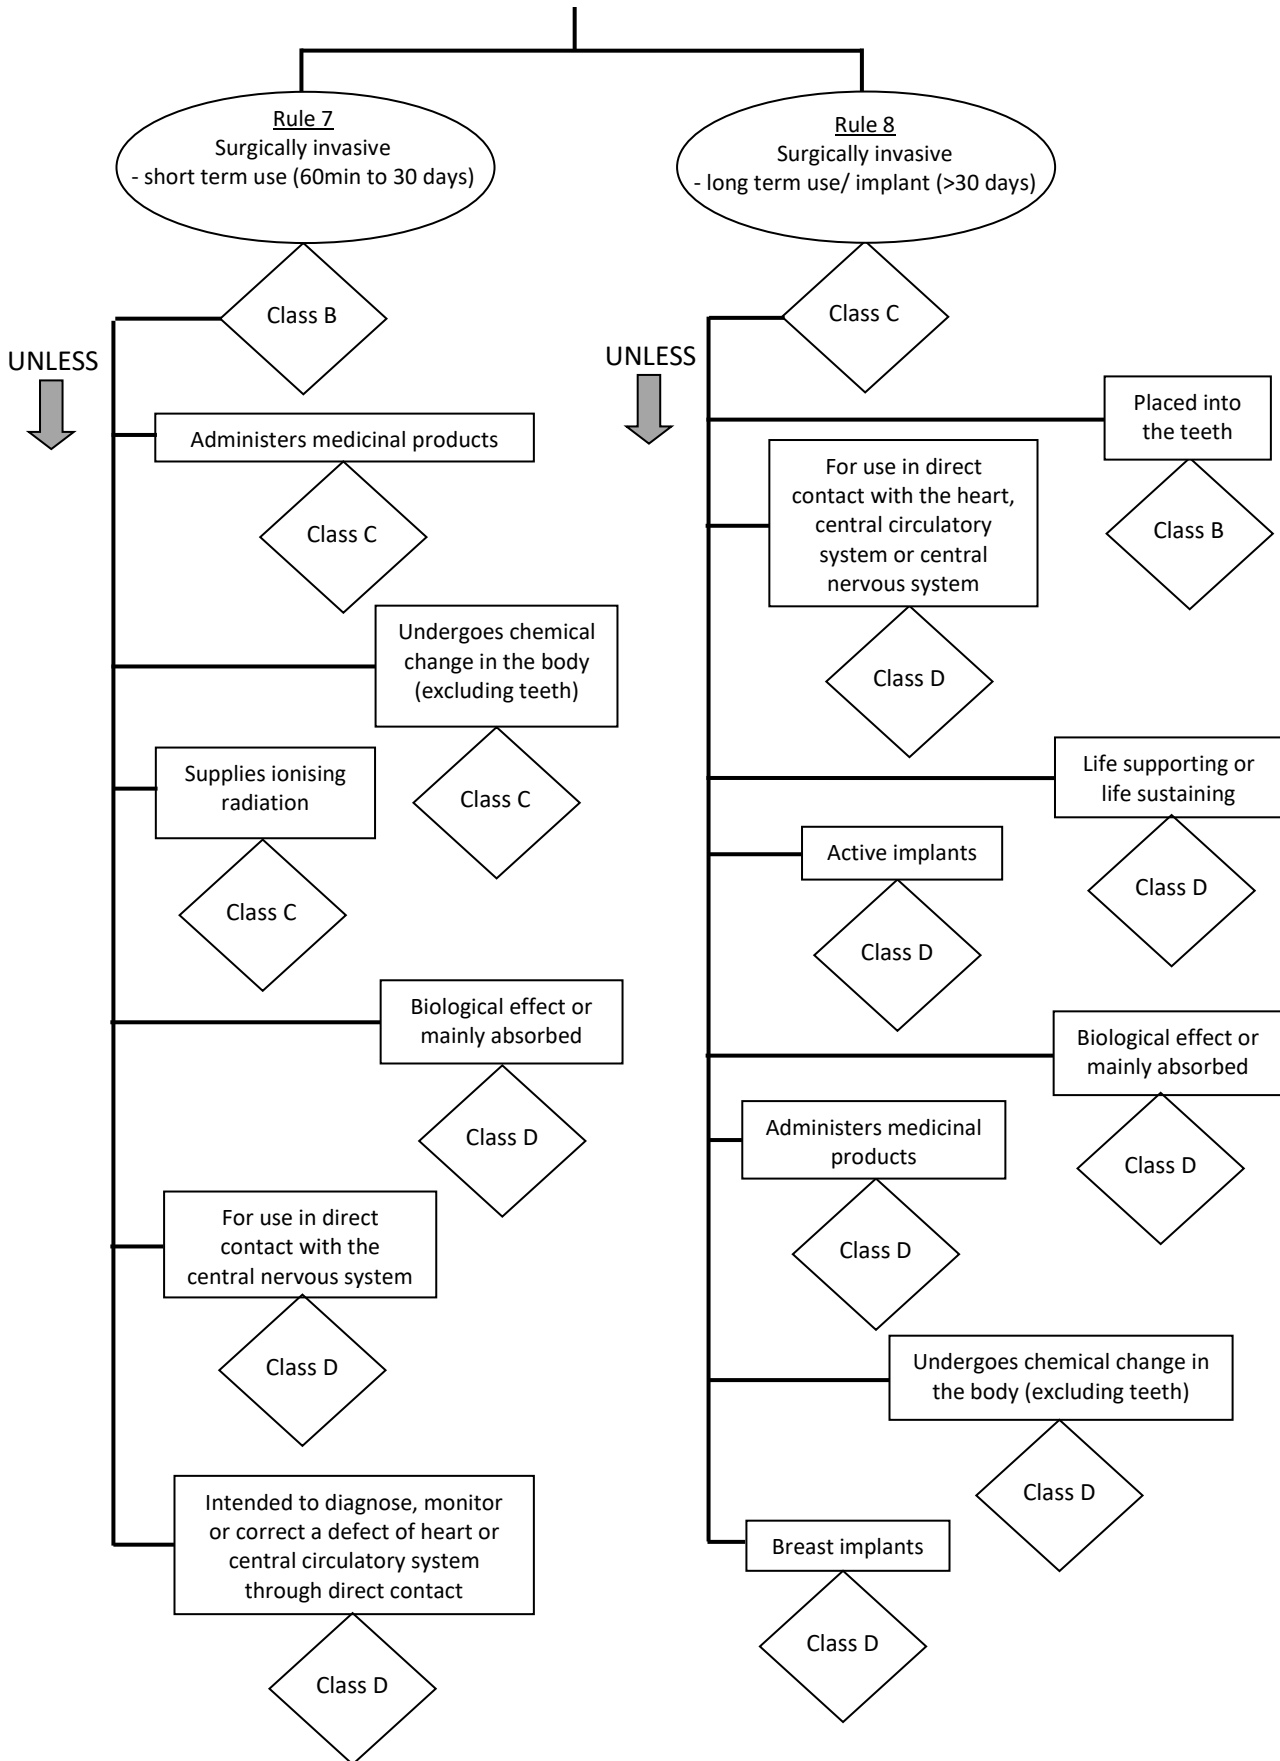 Rule 7
Surgically invasive
- short term use (60min to 30 days)
Class B
UNLESS
Administers medicinal products
Class C
Undergoes chemical
change in the body
(excluding teeth)
Class C
Supplies ionising
radiation
Class C
Biological effect or
mainly absorbed
Class D
For use in direct
contact with the
central nervous system
Class D
Intended to diagnose, monitor
or correct a defect of heart or
central circulatory system
through direct contact
Class D
Rule 8
Surgically invasive
- long term use/ implant (>30 days)
Class C
UNLESS
Placed into
the teeth
Class B
For use in direct
contact with the heart,
central circulatory
system or central
nervous system
Class D
Life supporting or
life sustaining
Class D
Active implants
Class D
Biological effect or
mainly absorbed
Class D
Administers medicinal
products
Class D
Undergoes chemical change in
the body (excluding teeth)
Class D
Breast implants
Class D